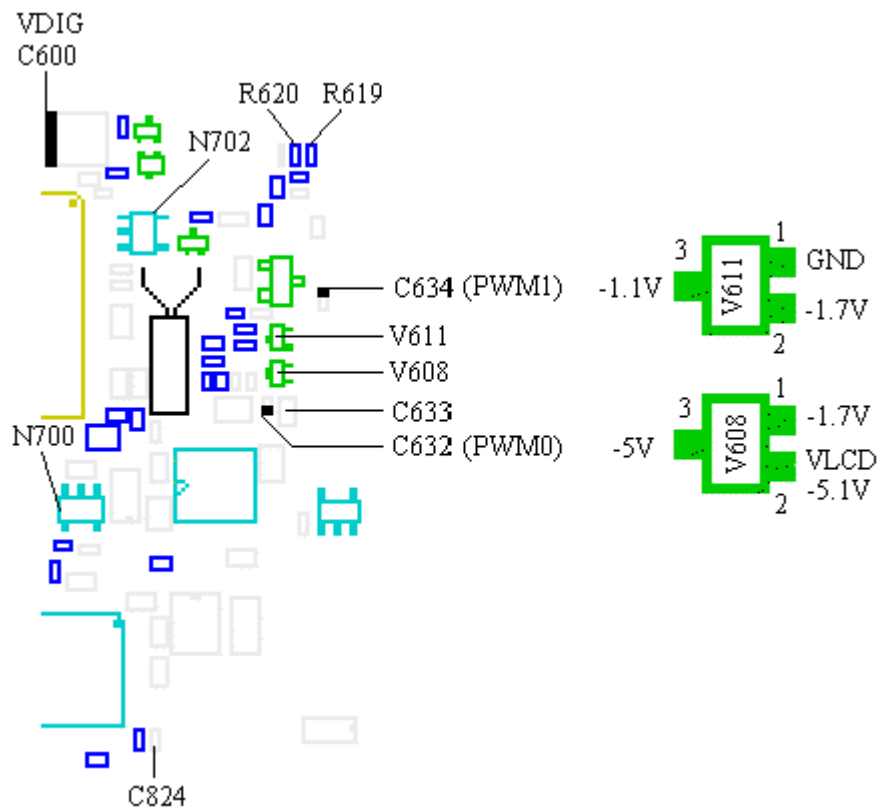 VDIG
C600
R620 R619
N702
C634 (PWM1)
V611
V608
C633
C632 (PWM0)
N700
C824
3
1
-1.1V
V611
GND
-1.7V
2
3
1
-5V
V608
-1.7V
VLCD
-5.1V
2